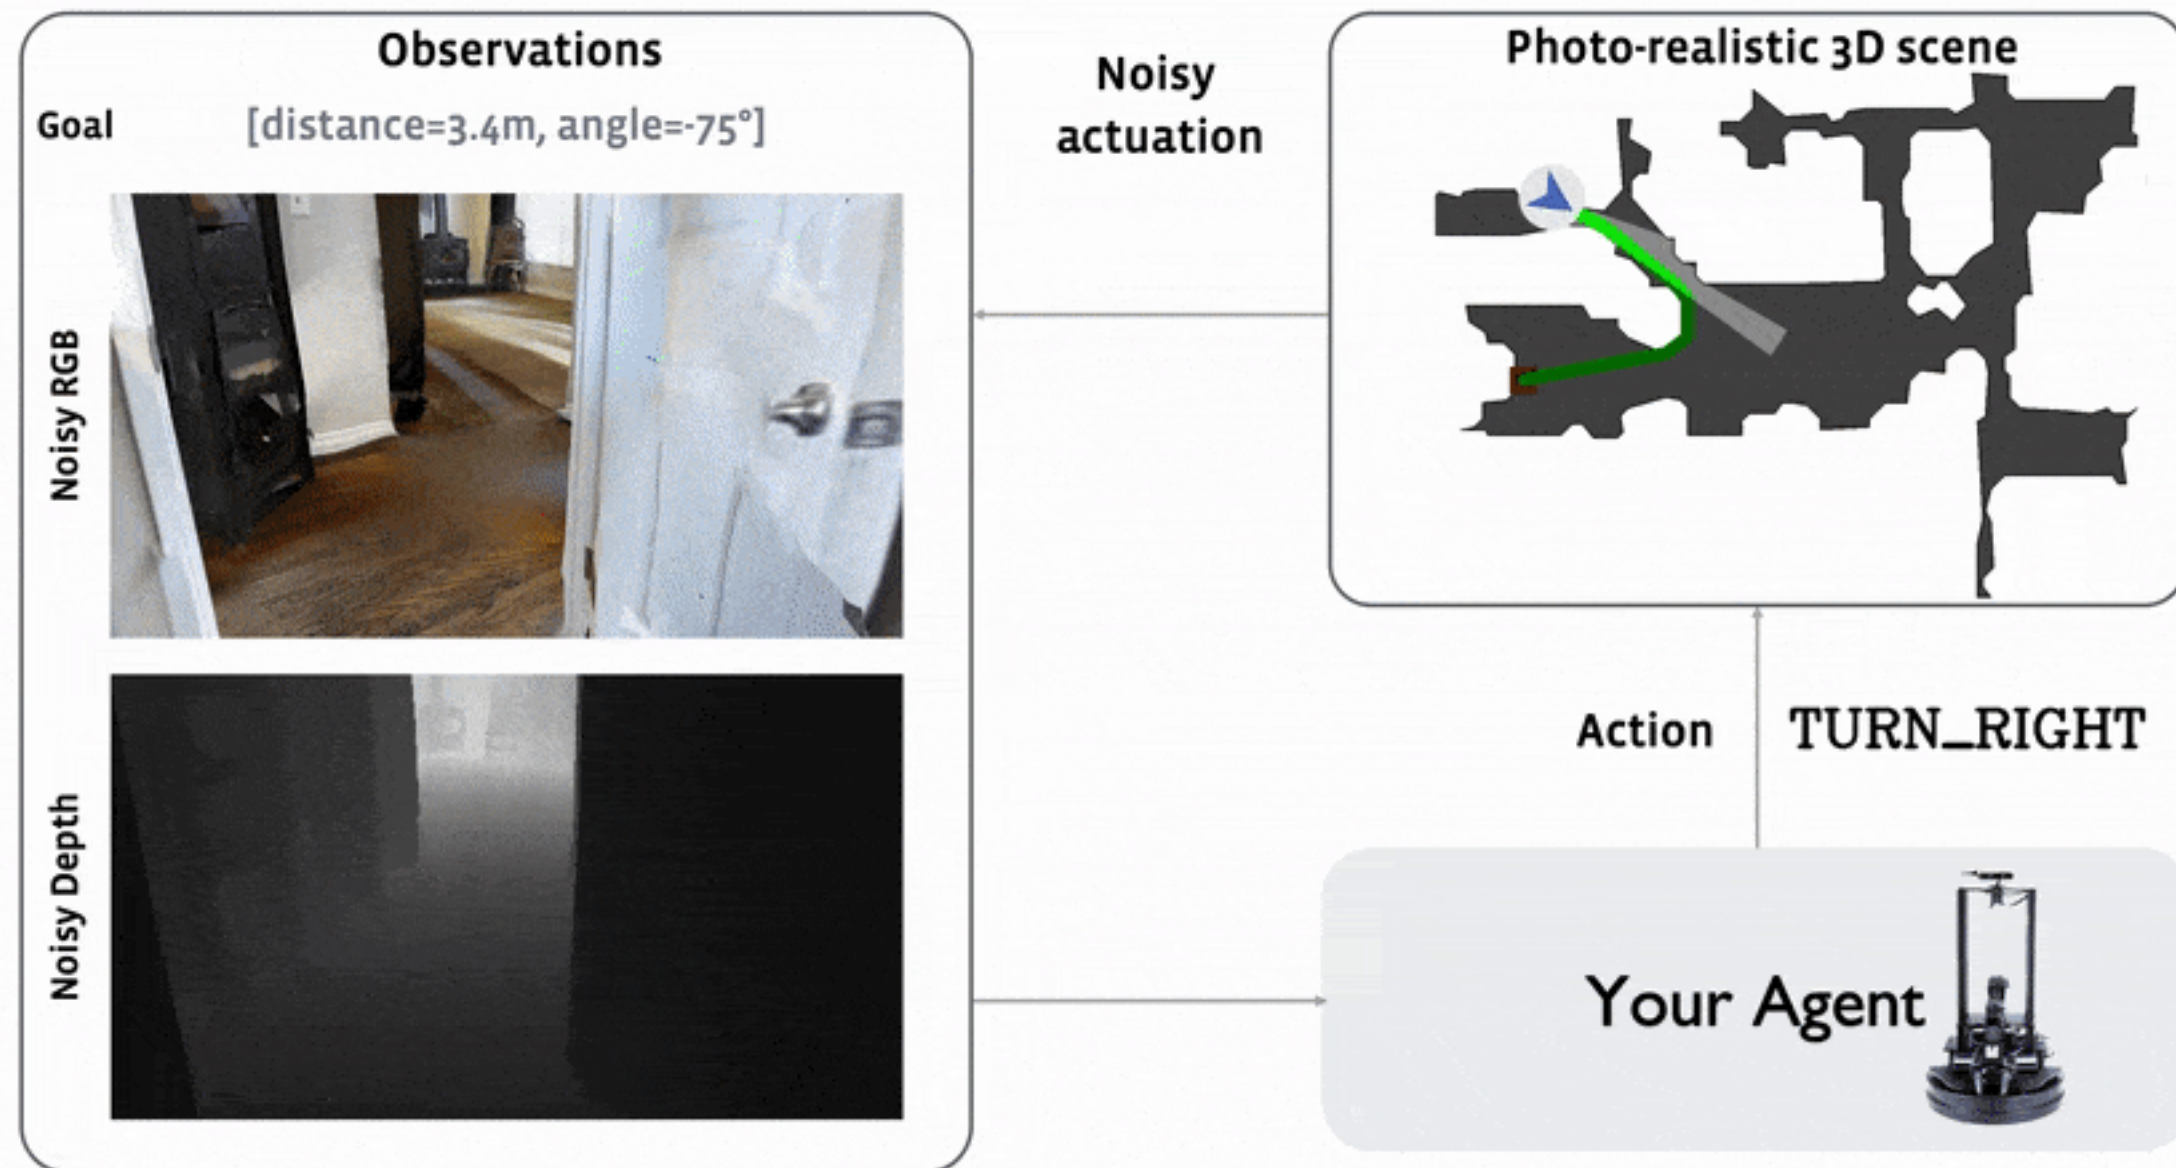 Observations
Goal
[distance=3.4m, angle=-75°]
Noisy RGB
Noisy Depth
Noisy
actuation
Photo-realistic 3D scene
Action
TURN_RIGHT
Your Agent